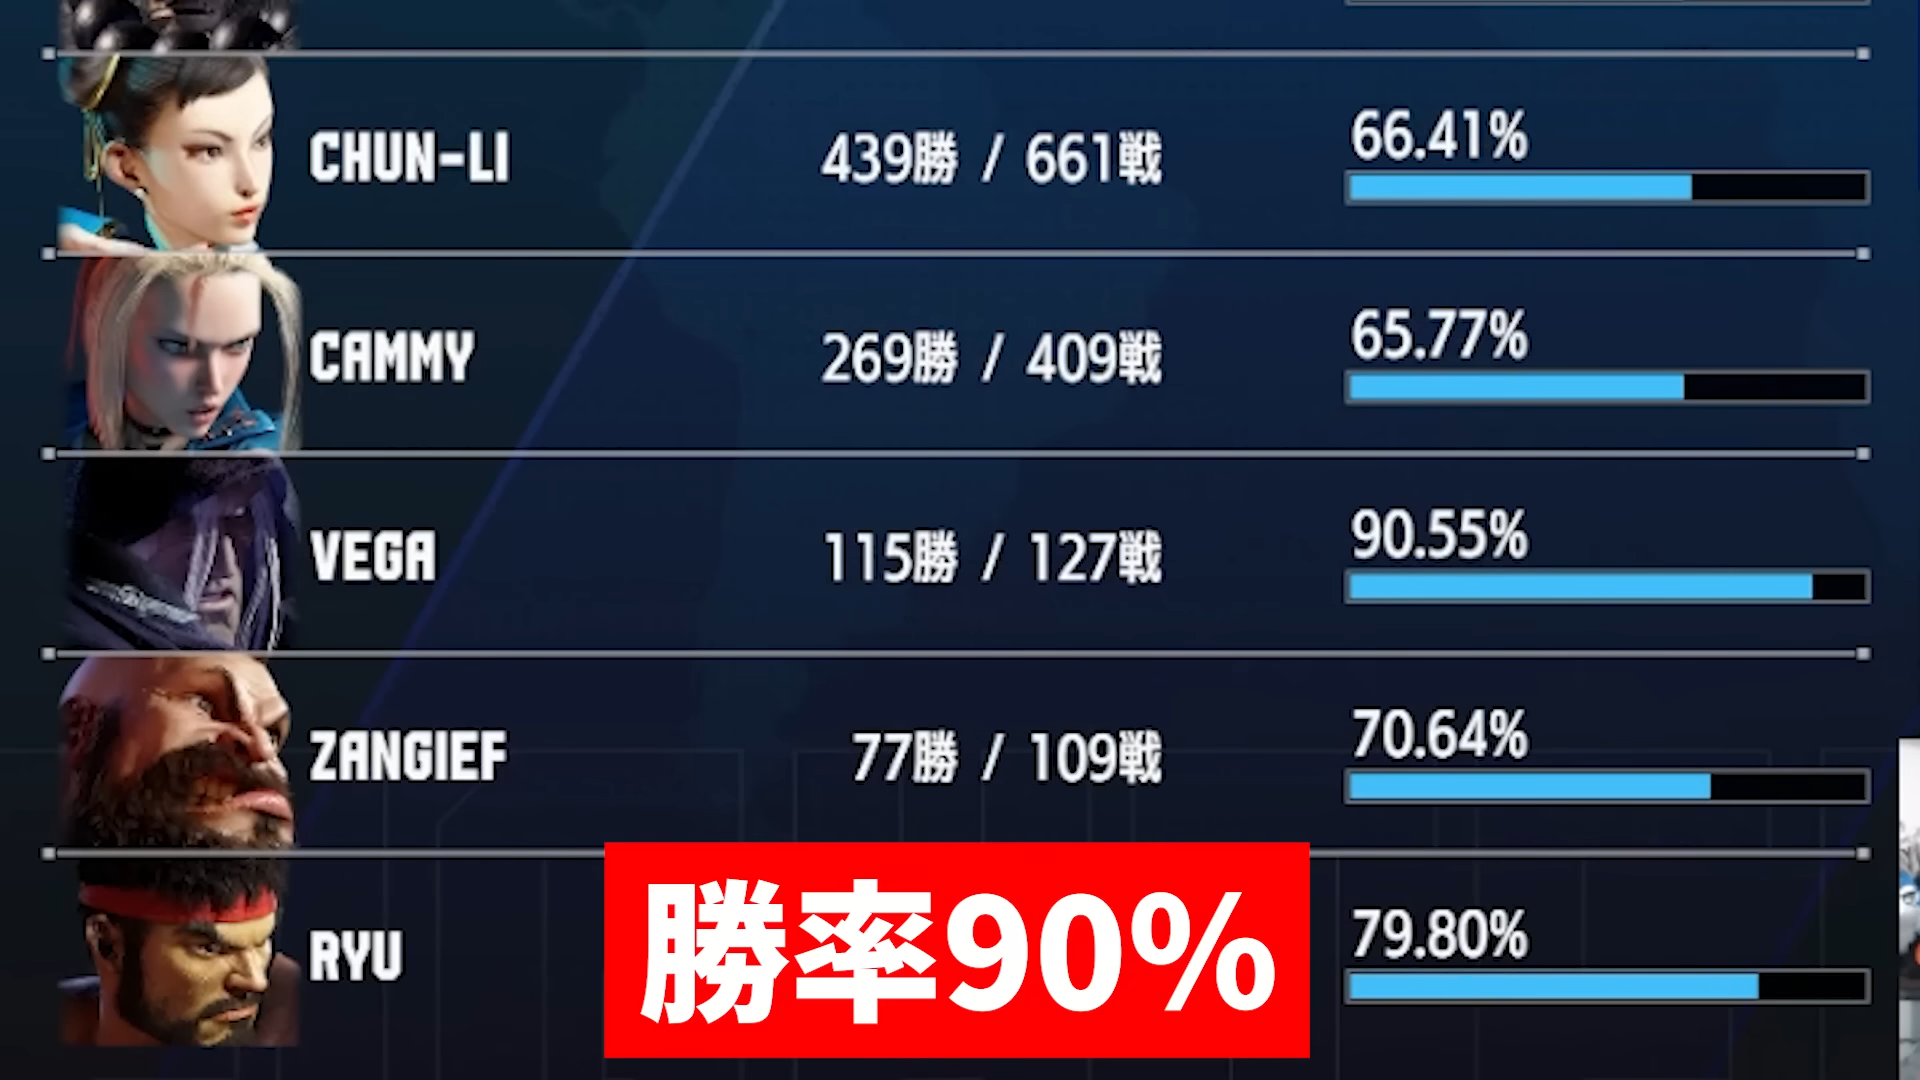 CHUN-LI 439勝 / 661戦 66.41%
CAMMY 269勝 / 409戦 65.77%
VEGA 115勝 / 127戦 90.55%
ZANGIEF 77勝 / 109戦 70.64%
RYU 79.80%
勝率90%